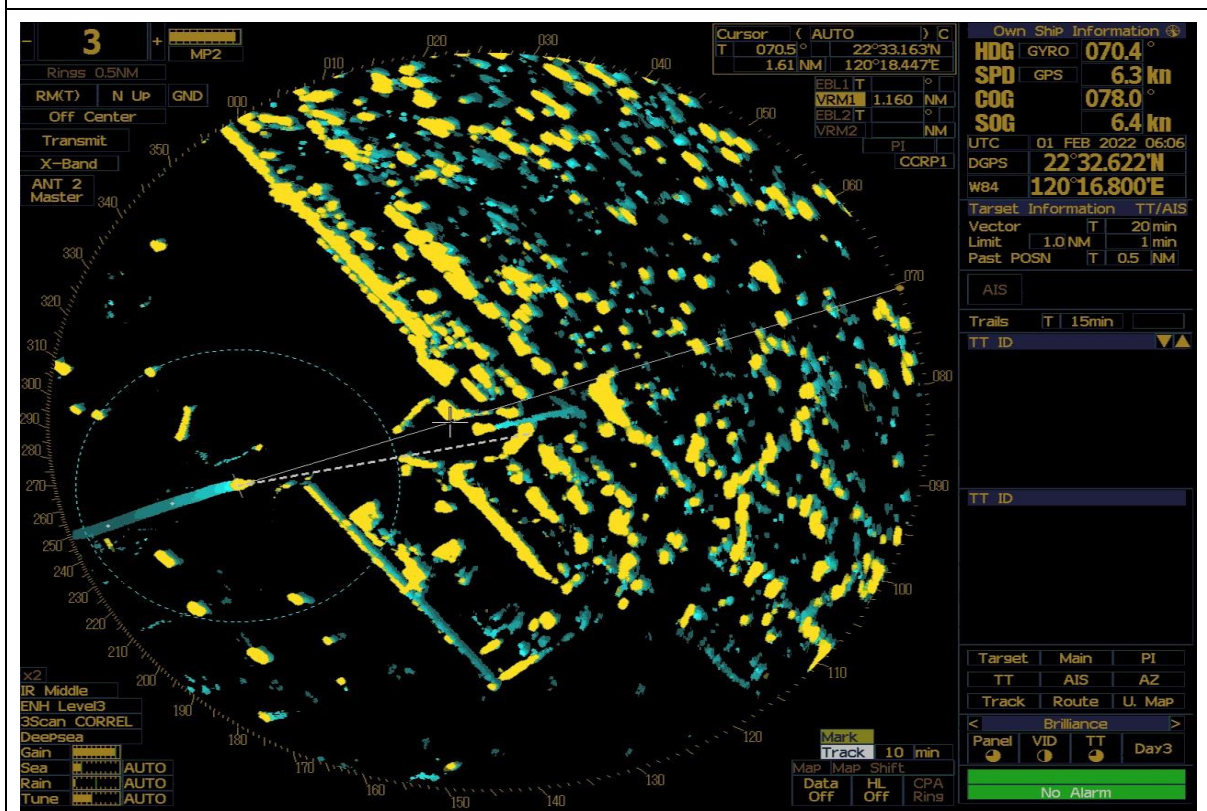 - 3 +
MP2
Rings 0.5NM
RM(T) N Up GND
Off Center
Transmit
X-Band
ANT 2
Master
Cursor ( AUTO ) C
T 070.5 ° 22°33.163'N
1.61 NM 120°18.447'E
EBL1 T °
VRM1 1.160 NM
EBL2 T °
VRM2 NM
PI
CCRP1
000
010
020
030
040
050
060
070
080
090
100
110
120
130
140
150
160
170
180
190
200
210
220
230
240
250
260
270
280
290
300
310
320
330
340
350
x2
IR Middle
ENH Level3
3Scan CORREL
Deepsea
Gain
Sea AUTO
Rain AUTO
Tune AUTO
Mark
Track 10 min
Map Map Shift
Data Off HL Off CPA Ring
Own Ship Information
HDG GYRO 070.4 °
SPD GPS 6.3 kn
COG 078.0 °
SOG 6.4 kn
UTC 01 FEB 2022 06:06
DGPS 22°32.622'N
W84 120°16.800'E
Target Information TT/AIS
Vector T 20 min
Limit 1.0 NM 1 min
Past POSN T 0.5 NM
AIS
Trails T 15min
TT ID
TT ID
Target Main PI
TT AIS AZ
Track Route U. Map
< Brilliance >
Panel VID TT Day3
No Alarm